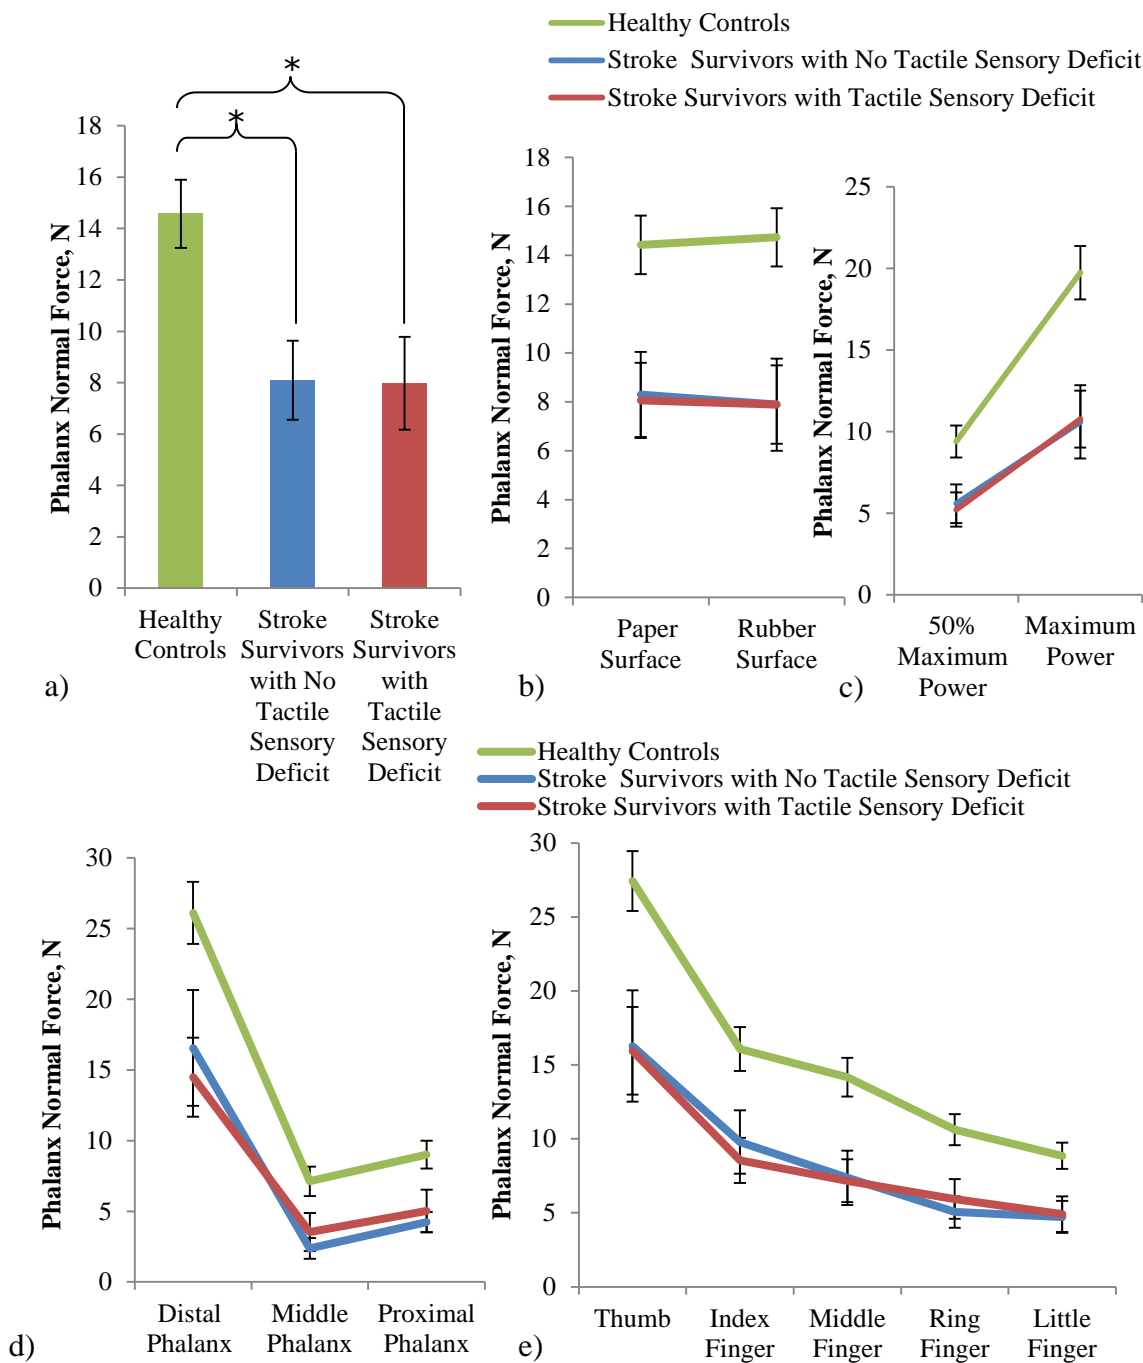 Healthy Controls
Stroke  Survivors with No Tactile Sensory Deficit
Stroke Survivors with Tactile Sensory Deficit
*
*
Phalanx Normal Force, N
18
16
14
12
10
8
6
4
2
0
Healthy
Controls
Stroke
Survivors
with No
Tactile
Sensory
Deficit
Stroke
Survivors
with
Tactile
Sensory
Deficit
a)
Phalanx Normal Force, N
18
16
14
12
10
8
6
4
2
0
Paper
Surface
Rubber
Surface
b)
Phalanx Normal Force, N
25
20
15
10
5
0
50%
Maximum
Power
Maximum
Power
c)
Healthy Controls
Stroke  Survivors with No Tactile Sensory Deficit
Stroke Survivors with Tactile Sensory Deficit
Phalanx Normal Force, N
30
25
20
15
10
5
0
Distal
Phalanx
Middle
Phalanx
Proximal
Phalanx
d)
Phalanx Normal Force, N
30
25
20
15
10
5
0
Thumb
Index
Finger
Middle
Finger
Ring
Finger
Little
Finger
e)